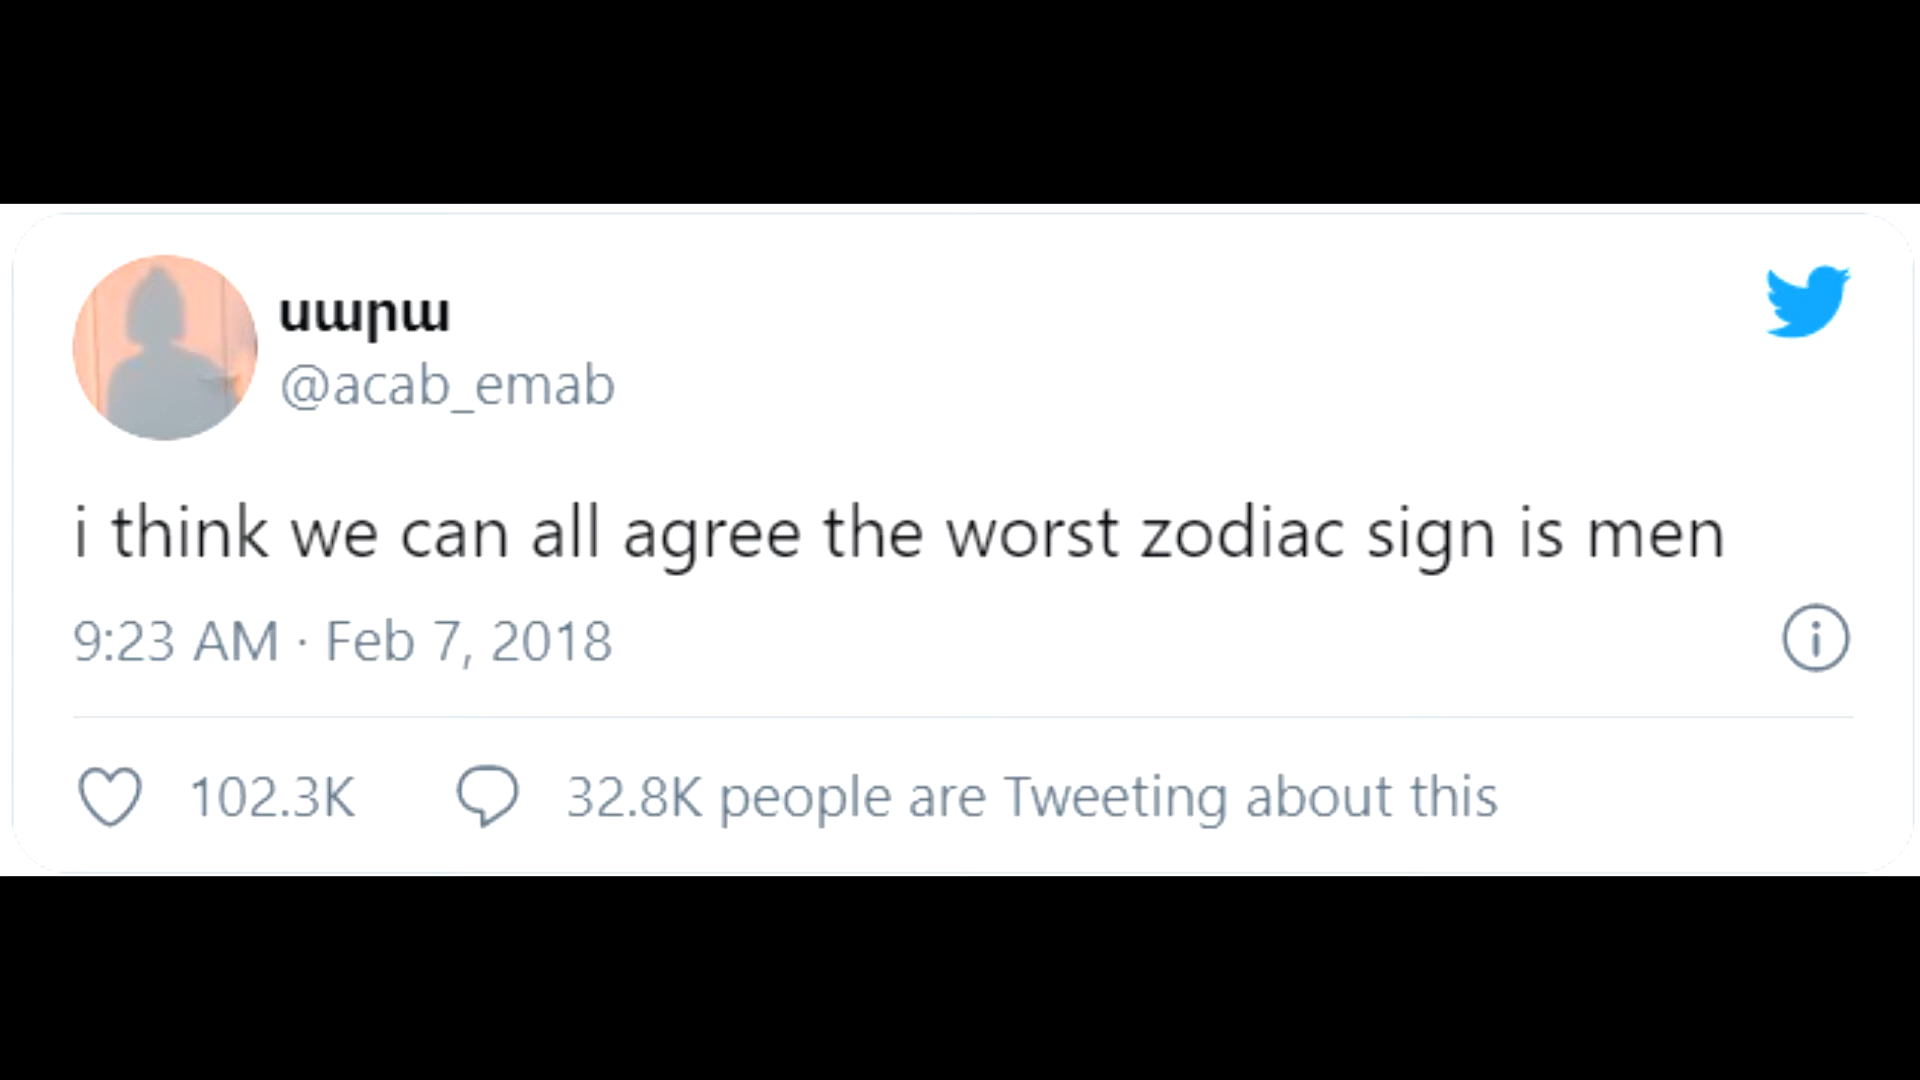 սարա
@acab_emab
i think we can all agree the worst zodiac sign is men
9:23 AM · Feb 7, 2018
102.3K 32.8K people are Tweeting about this